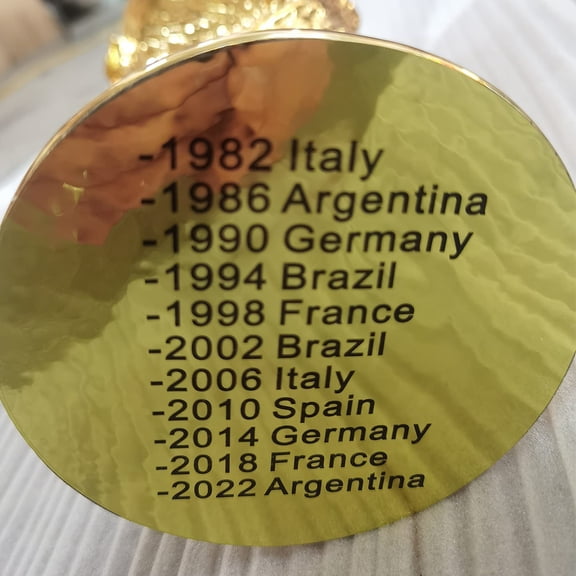 -1982 Italy
-1986 Argentina
-1990 Germany
-1994 Brazil
-1998 France
-2002 Brazil
-2006 Italy
-2010 Spain
-2014 Germany
-2018 France
-2022 Argentina